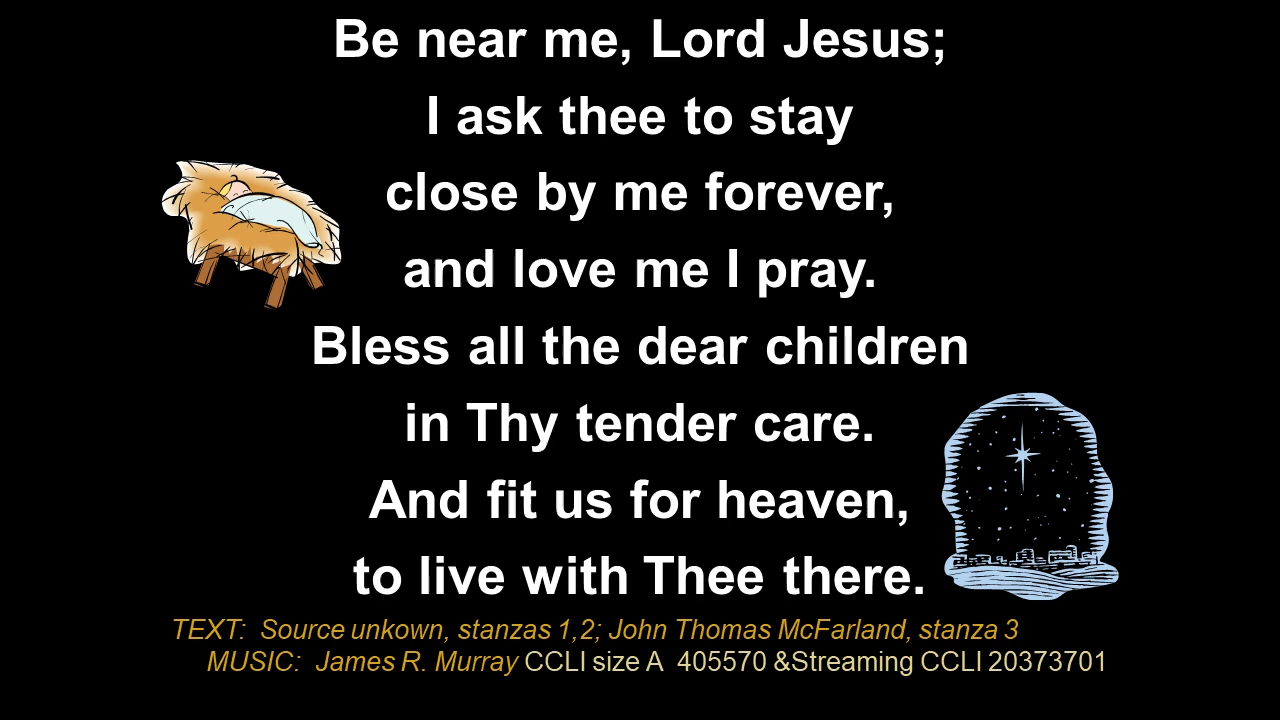 Be near me, Lord Jesus;
I ask thee to stay
close by me forever,
and love me I pray.
Bless all the dear children
in Thy tender care.
And fit us for heaven,
to live with Thee there.
TEXT:  Source unkown, stanzas 1,2; John Thomas McFarland, stanza 3
MUSIC:  James R. Murray CCLI size A  405570 &Streaming CCLI 20373701